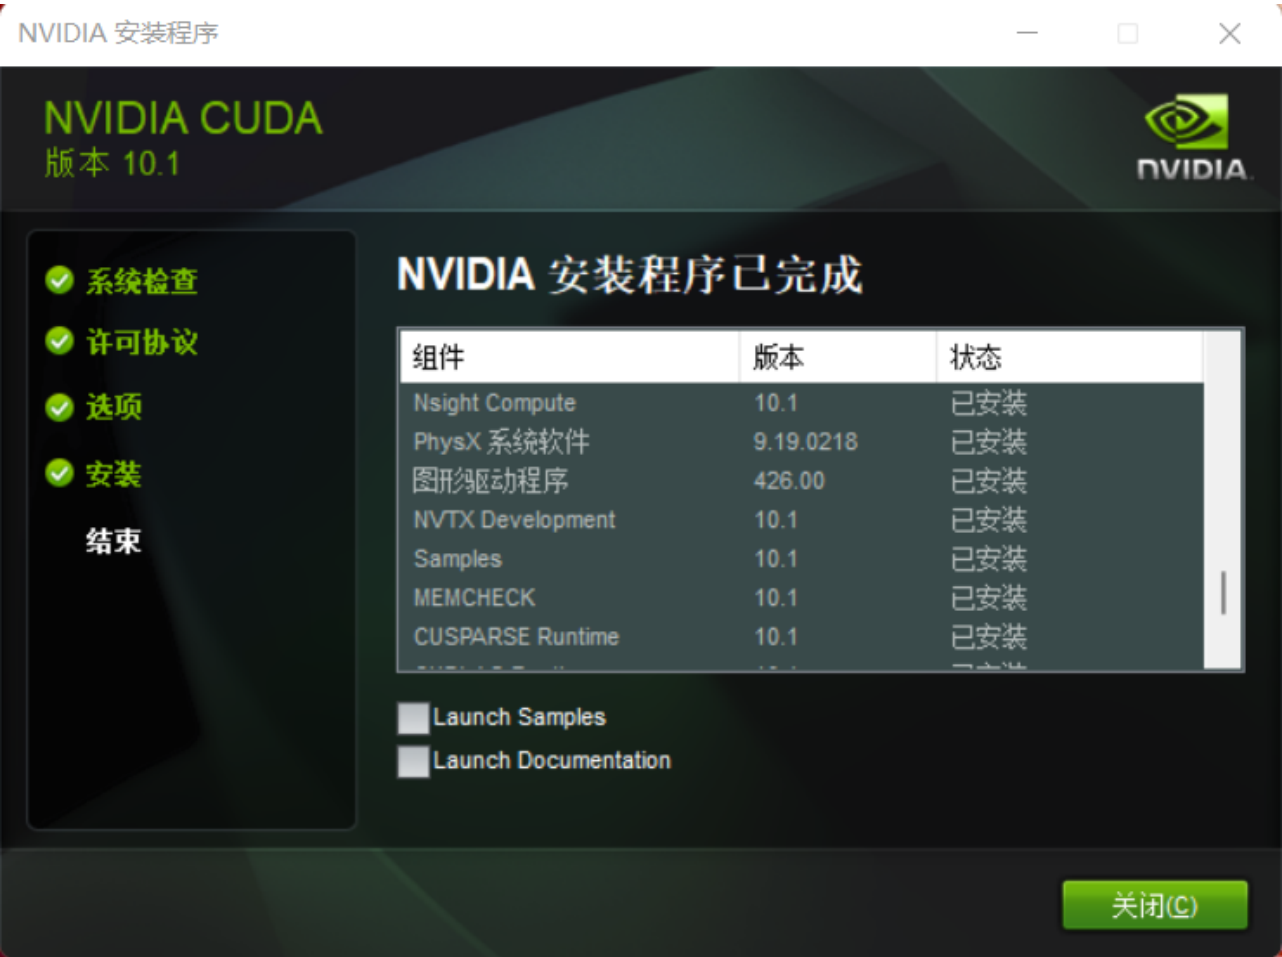 NVIDIA 安装程序
NVIDIA CUDA
版本 10.1
NVIDIA.
系统检查
许可协议
选项
安装
结束
NVIDIA 安装程序已完成
组件 版本 状态
Nsight Compute 10.1 已安装
PhysX 系统软件 9.19.0218 已安装
图形驱动程序 426.00 已安装
NVTX Development 10.1 已安装
Samples 10.1 已安装
MEMCHECK 10.1 已安装
CUSPARSE Runtime 10.1 已安装
Launch Samples
Launch Documentation
关闭(C)